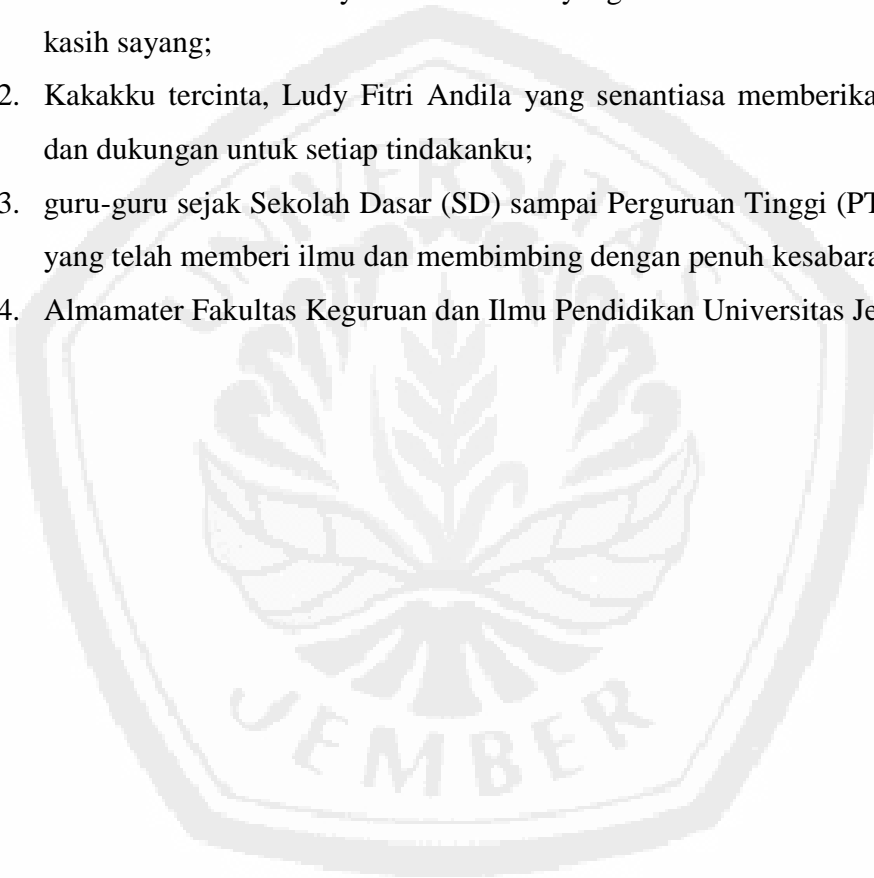 kasih sayang;
2. Kakakku tercinta, Ludy Fitri Andila yang senantiasa memberika
dan dukungan untuk setiap tindakanku;
3. guru-guru sejak Sekolah Dasar (SD) sampai Perguruan Tinggi (PT
yang telah memberi ilmu dan membimbing dengan penuh kesabara
4. Almamater Fakultas Keguruan dan Ilmu Pendidikan Universitas Je
UNIVERSITAS
JEMBER